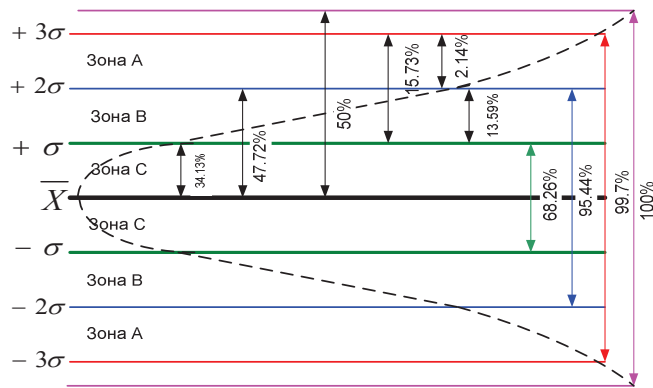 + 3σ
Зона А
15.73%
2.14%
+ 2σ
Зона В
50%
13.59%
+ σ
Зона С
34.13%
47.72%
X̅
68.26%
95.44%
99.7%
100%
Зона С
− σ
Зона В
− 2σ
Зона А
− 3σ